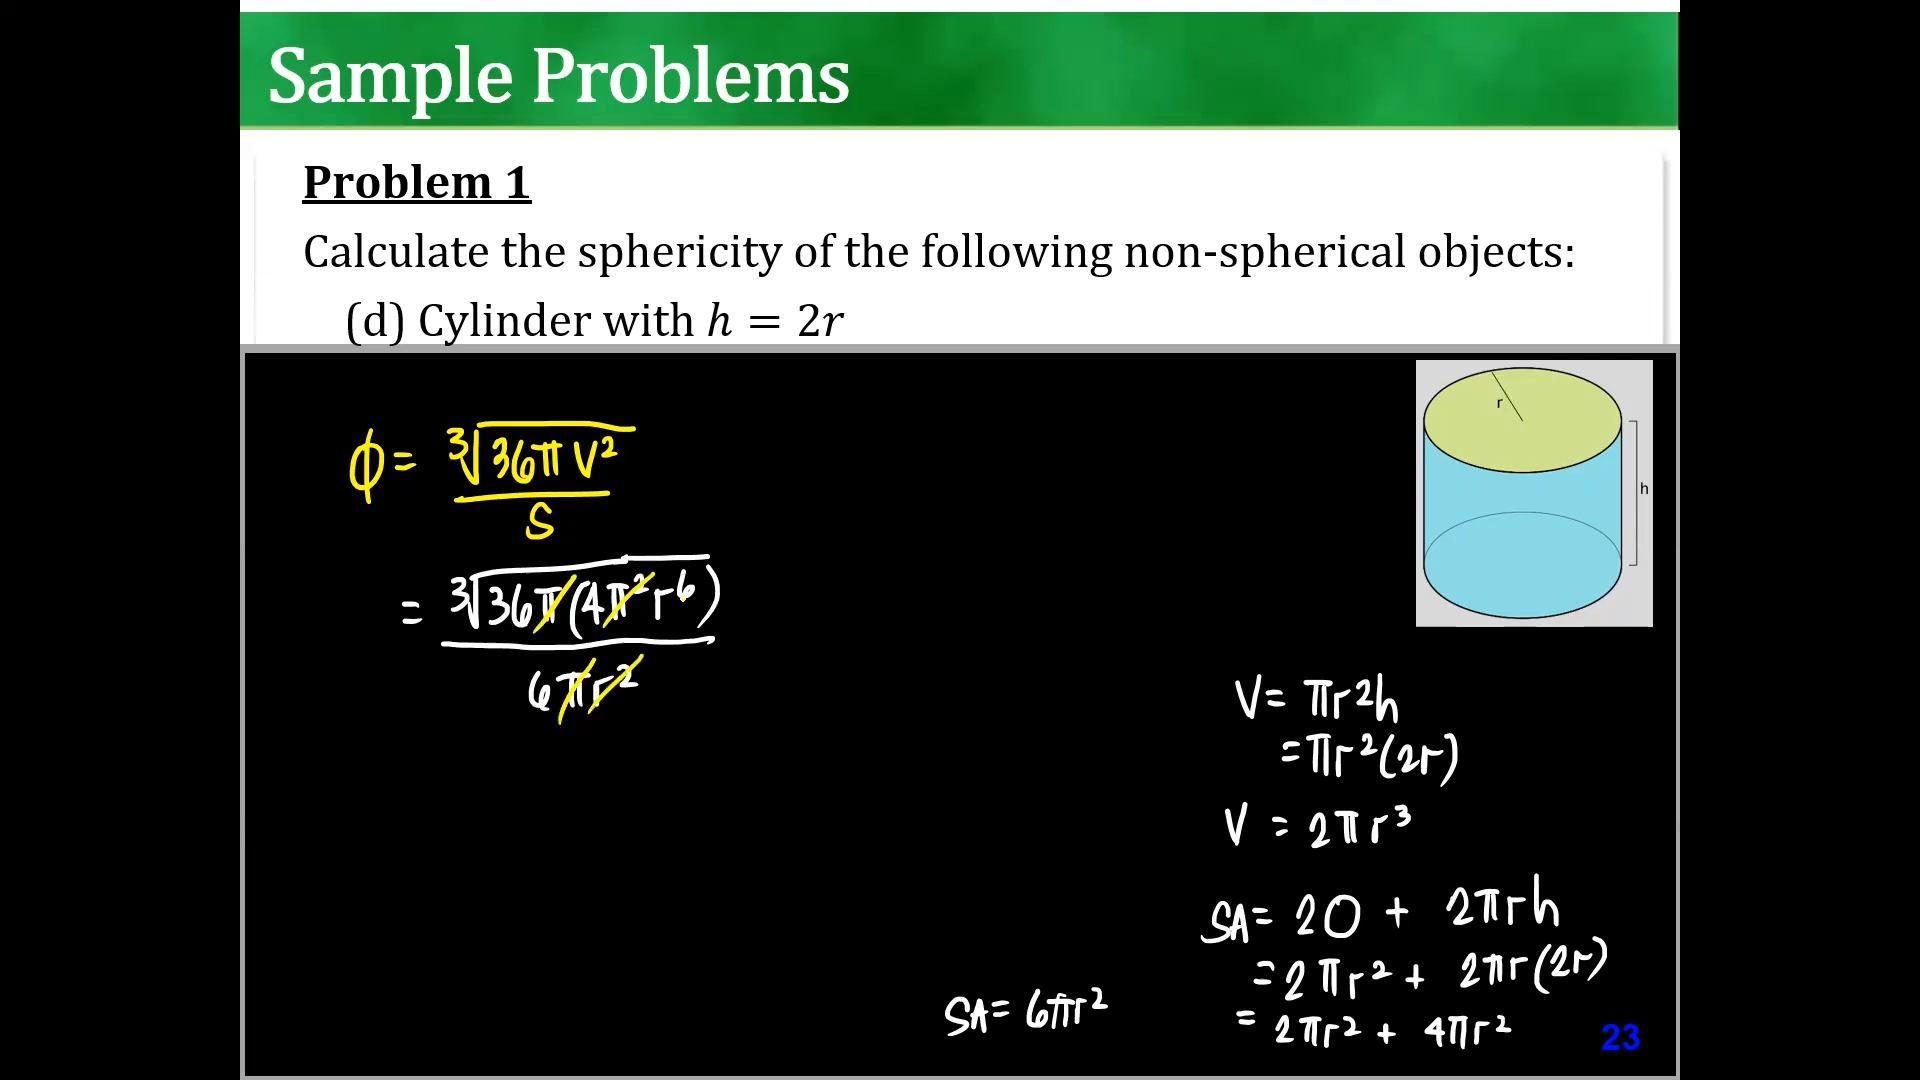 Sample Problems
Problem 1
Calculate the sphericity of the following non-spherical objects:
(d) Cylinder with h = 2r
r
h
ϕ = ∛(36π V²) / S
= ∛(36π(4π²r⁶)) / 6πr²
V = πr²h
= πr²(2r)
V = 2πr³
SA = 2O + 2πrh
= 2πr² + 2πr(2r)
= 2πr² + 4πr²
SA = 6πr²
23